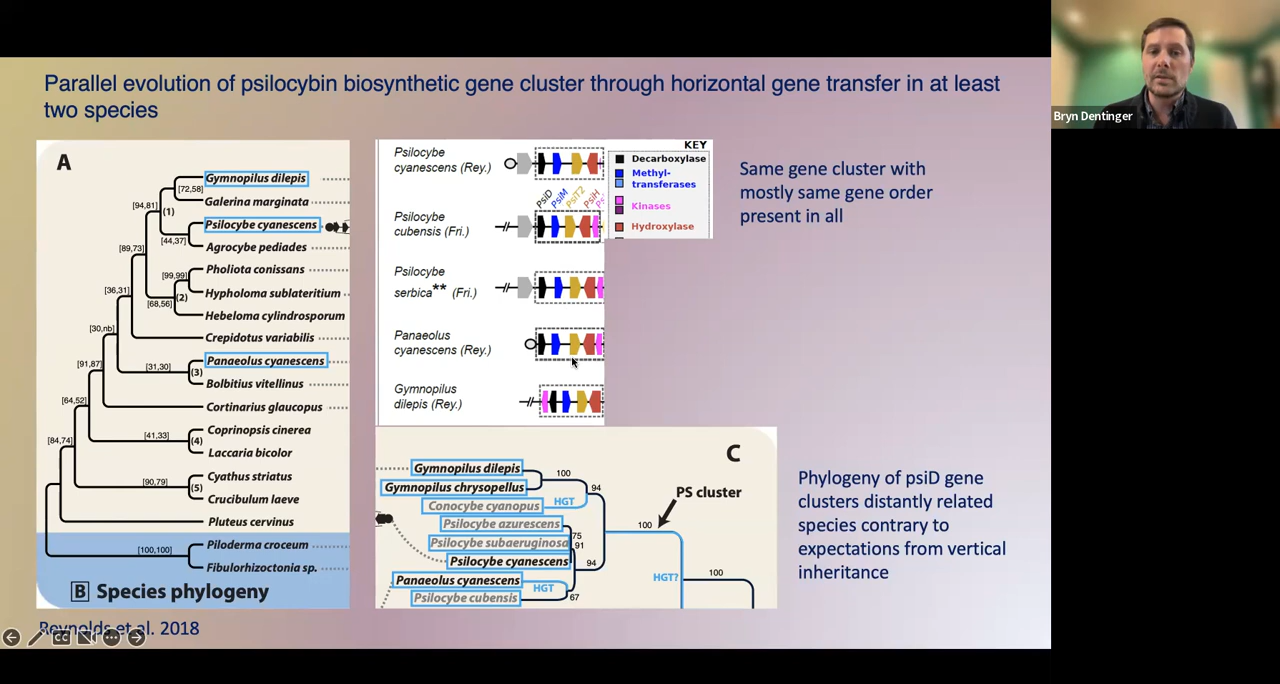 Parallel evolution of psilocybin biosynthetic gene cluster through horizontal gene transfer in at least
two species
Bryn Dentinger
A
Gymnopilus dilepis
[72,58]
Galerina marginata
[94,81]
(1)
Psilocybe cyanescens
[44,37]
Agrocybe pediades
[89,73]
Pholiota conissans
[99,99]
(2)
Hypholoma sublateritium
[36,31]
[68,56]
Hebeloma cylindrosporum
[30,nb]
Crepidotus variabilis
Panaeolus cyanescens
[91,87]
[31,30]
(3)
Bolbitius vitellinus
[64,52]
Cortinarius glaucopus
Coprinopsis cinerea
[84,74]
[41,33]
(4)
Laccaria bicolor
Cyathus striatus
[90,79]
(5)
Crucibulum laeve
Pluteus cervinus
Piloderma croceum
[100,100]
Fibulorhizoctonia sp.
B Species phylogeny
Reynolds et al. 2018
CC
Psilocybe
cyanescens (Rey.)
PsiD PsiM PsiT2 PsiH
Psilocybe
cubensis (Fri.)
Psilocybe
serbica** (Fri.)
Panaeolus
cyanescens (Rey.)
Gymnopilus
dilepis (Rey.)
KEY
Decarboxylase
Methyl-
transferases
Kinases
Hydroxylase
Same gene cluster with
mostly same gene order
present in all
C
Gymnopilus dilepis
100
Gymnopilus chrysopellus
94
Conocybe cyanopus
HGT
PS cluster
Psilocybe azurescens
100
75
Psilocybe subaeruginosa
91
Psilocybe cyanescens
94
Panaeolus cyanescens
HGT
HGT?
100
Psilocybe cubensis
67
Phylogeny of psiD gene
clusters distantly related
species contrary to
expectations from vertical
inheritance